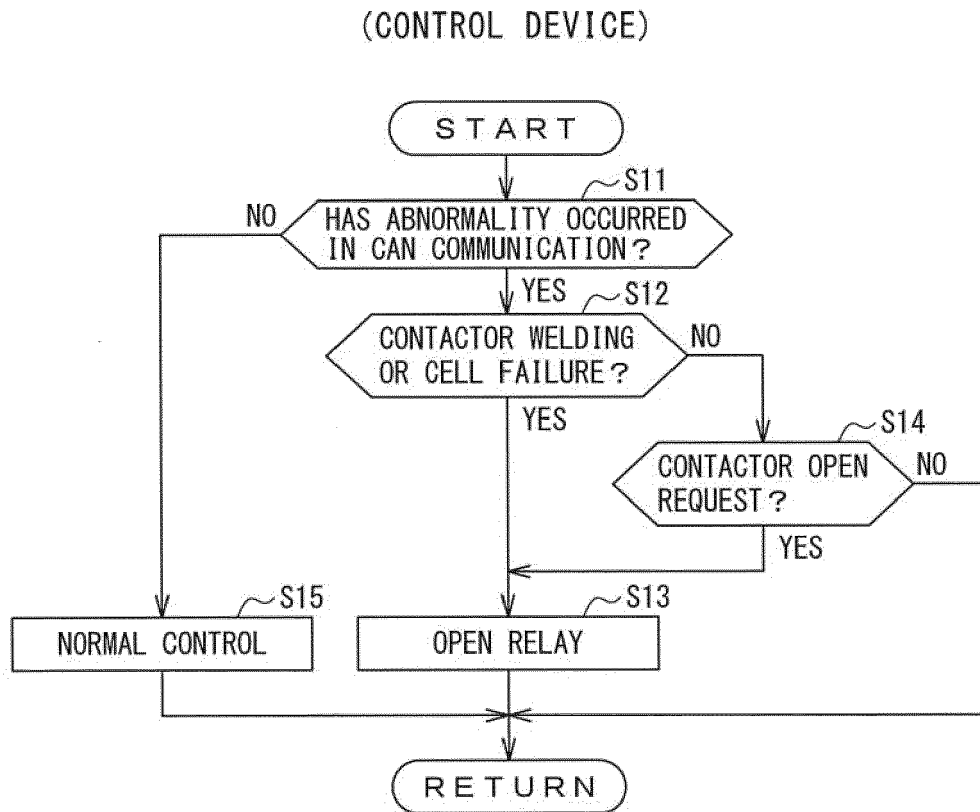 (CONTROL DEVICE)
START
S11
NO
HAS ABNORMALITY OCCURRED
IN CAN COMMUNICATION?
YES
S12
CONTACTOR WELDING
OR CELL FAILURE?
NO
YES
S14
CONTACTOR OPEN
REQUEST?
NO
YES
S15
NORMAL CONTROL
S13
OPEN RELAY
RETURN